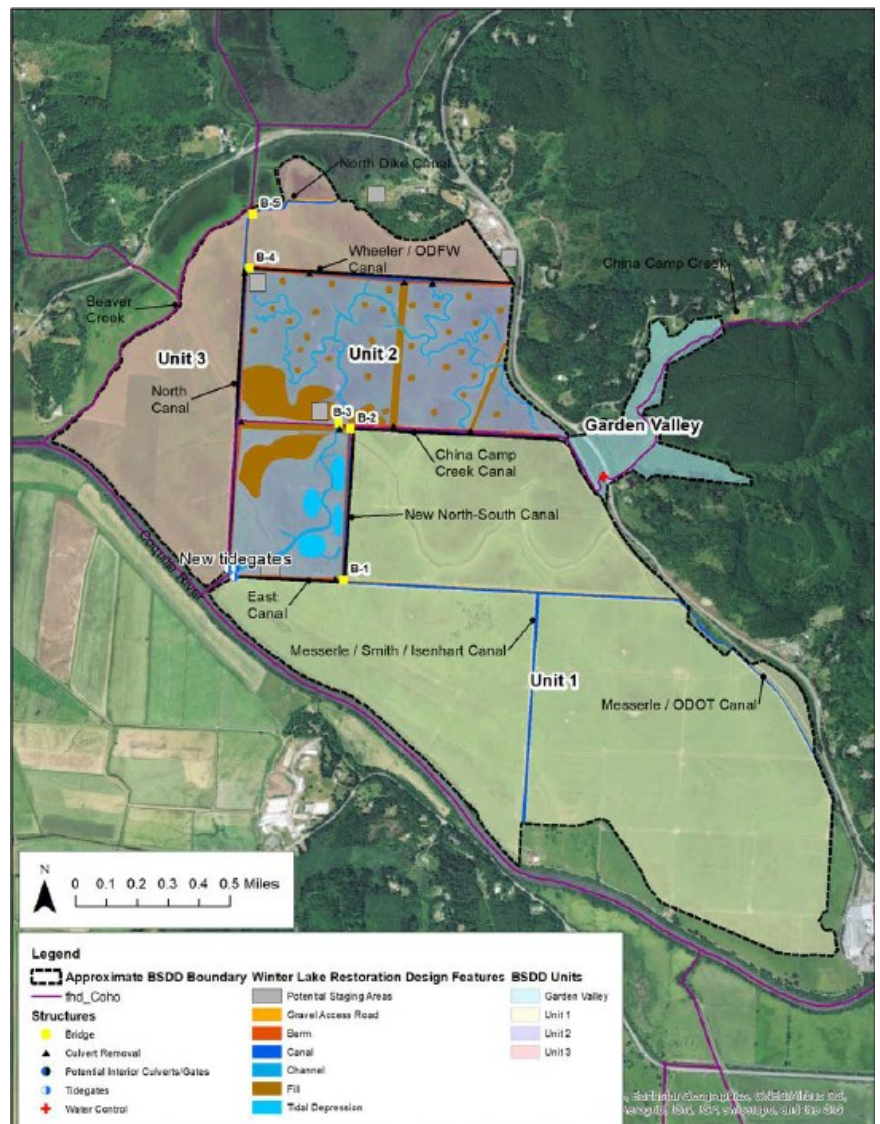 North Dike Canal
B-5
B-4
Wheeler / ODFW
Canal
China Camp Creek
Beaver
Creek
Unit 3
Unit 2
North
Canal
B-3
B-2
Garden Valley
China Camp
Creek Canal
New North-South Canal
New tidegates
Coquille River
B-1
East
Canal
Messerle / Smith / Isenhart Canal
Unit 1
Messerle / ODOT Canal
N
0 0.1 0.2 0.3 0.4 0.5 Miles
Legend
Approximate BSDD Boundary
fhd_Coho
Structures
Bridge
Culvert Removal
Potential Interior Culverts/Gates
Tidegates
Water Control
Winter Lake Restoration Design Features
Potential Staging Areas
Gravel Access Road
Berm
Canal
Channel
Fill
Tidal Depression
BSDD Units
Garden Valley
Unit 1
Unit 2
Unit 3